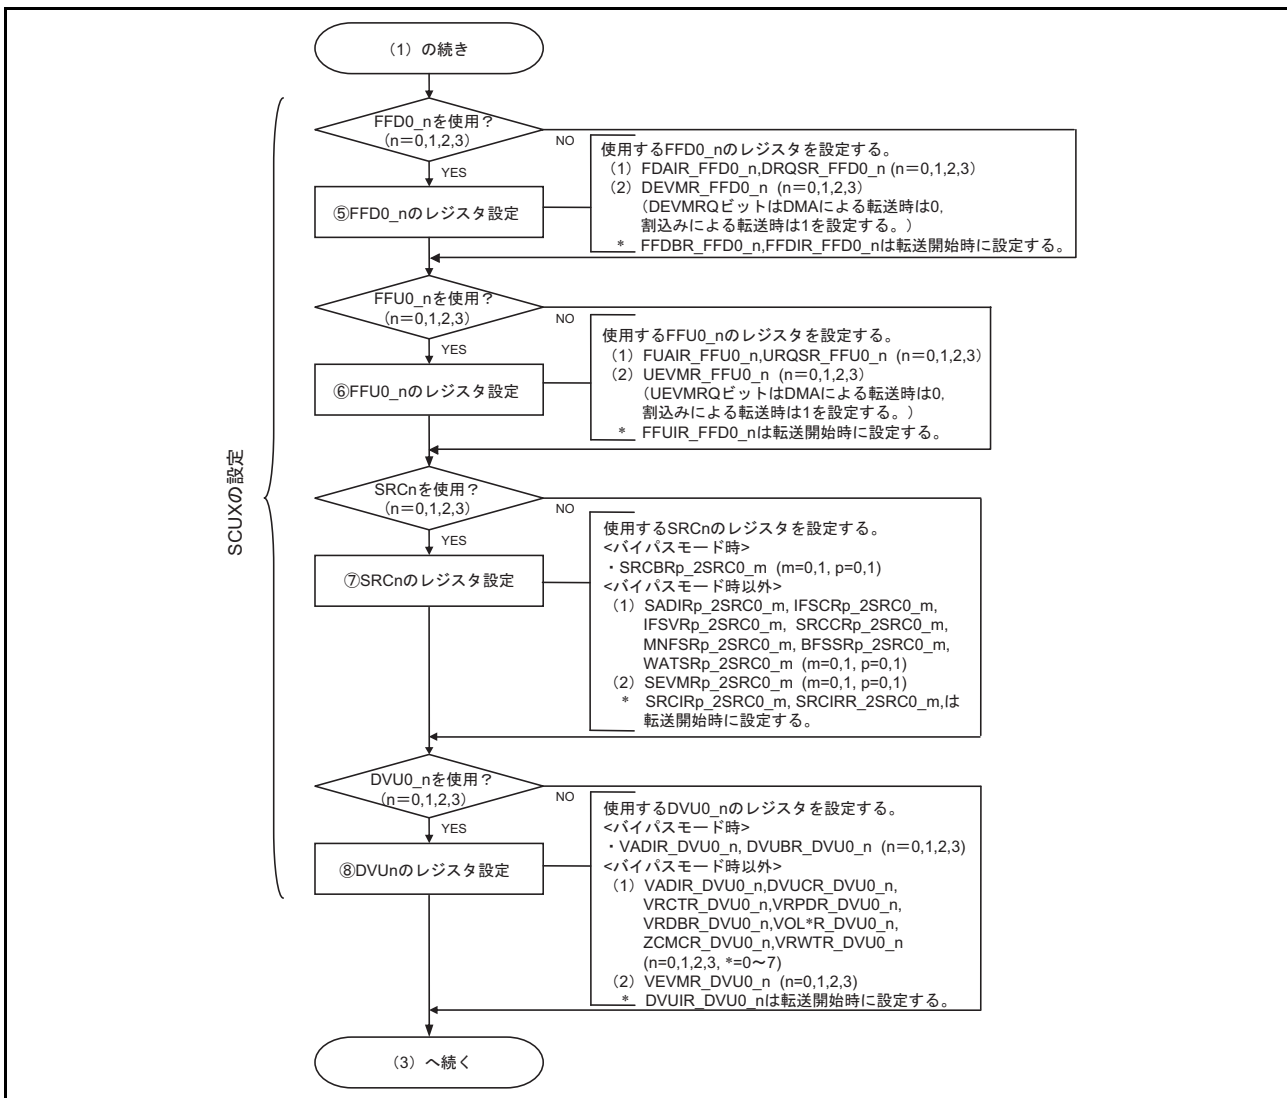 （1）の続き
FFD0_nを使用？
(n＝0,1,2,3）
NO
YES
⑤FFD0_nのレジスタ設定
使用するFFD0_nのレジスタを設定する。
（1）FDAIR_FFD0_n,DRQSR_FFD0_n (n＝0,1,2,3）
（2）DEVMR_FFD0_n（n＝0,1,2,3）
（DEVMRQビットはDMAによる転送時は0,
割込みによる転送時は1を設定する。）
* FFDBR_FFD0_n,FFDIR_FFD0_nは転送開始時に設定する。
FFU0_nを使用？
(n＝0,1,2,3）
NO
YES
⑥FFU0_nのレジスタ設定
使用するFFU0_nのレジスタを設定する。
（1）FUAIR_FFU0_n,URQSR_FFU0_n（n＝0,1,2,3）
（2）UEVMR_FFU0_n（n＝0,1,2,3）
（UEVMRQビットはDMAによる転送時は0,
割込みによる転送時は1を設定する。）
* FFUIR_FFD0_nは転送開始時に設定する。
SCUXの設定
SRCnを使用？
（n＝0,1,2,3）
NO
YES
⑦SRCnのレジスタ設定
使用するSRCnのレジスタを設定する。
<バイパスモード時>
・SRCBRp_2SRC0_m (m=0,1, p=0,1)
<バイパスモード時以外>
（1）SADIRp_2SRC0_m, IFSCRp_2SRC0_m,
IFSVRp_2SRC0_m, SRCCRp_2SRC0_m,
MNFSRp_2SRC0_m, BFSSRp_2SRC0_m,
WATSRp_2SRC0_m (m=0,1, p=0,1)
（2）SEVMRp_2SRC0_m (m=0,1, p=0,1)
* SRCIRp_2SRC0_m, SRCIRR_2SRC0_m,は
転送開始時に設定する。
DVU0_nを使用？
（n＝0,1,2,3）
NO
YES
⑧DVUnのレジスタ設定
使用するDVU0_nのレジスタを設定する。
<バイパスモード時>
・VADIR_DVU0_n, DVUBR_DVU0_n（n＝0,1,2,3）
<バイパスモード時以外>
（1）VADIR_DVU0_n,DVUCR_DVU0_n,
VRCTR_DVU0_n,VRPDR_DVU0_n,
VRDBR_DVU0_n,VOL*R_DVU0_n,
ZCMCR_DVU0_n,VRWTR_DVU0_n
(n=0,1,2,3, *=0～7)
（2）VEVMR_DVU0_n (n=0,1,2,3)
* DVUIR_DVU0_nは転送開始時に設定する。
（3）へ続く